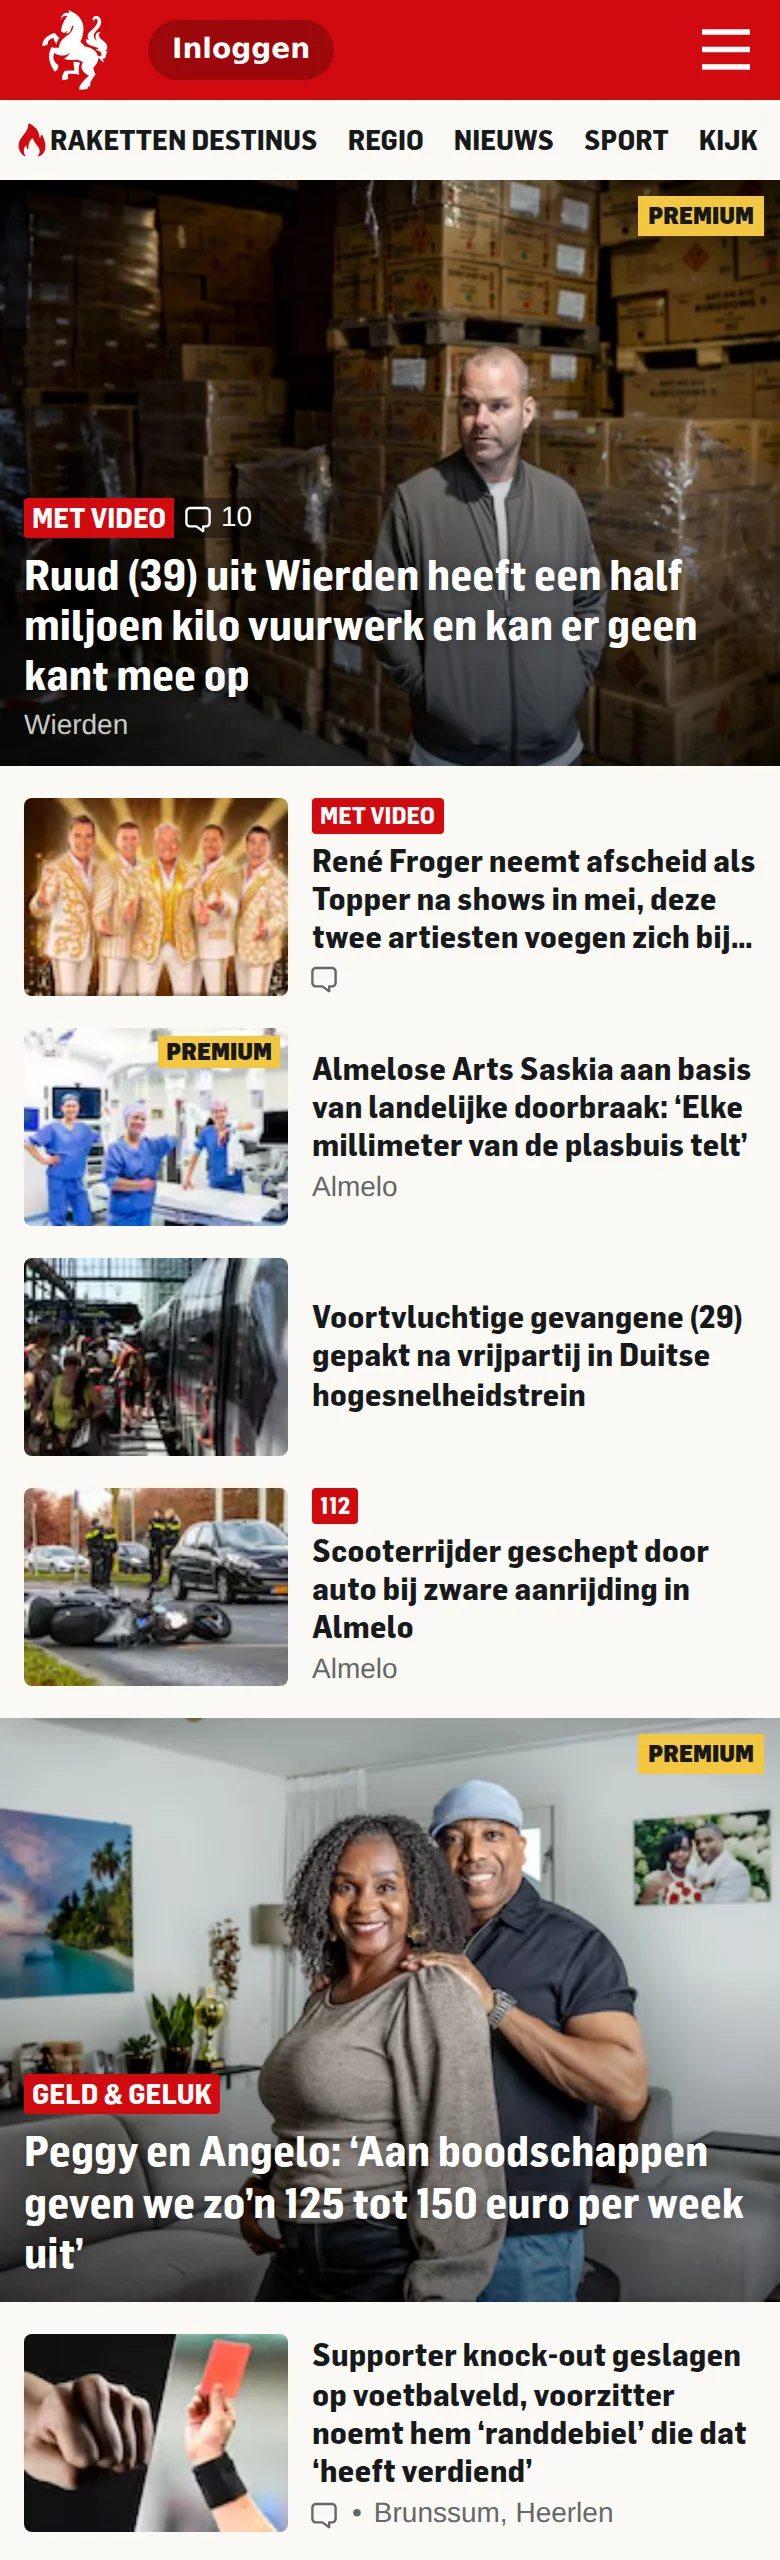 Inloggen
RAKETTEN DESTINUS REGIO NIEUWS SPORT KIJK
PREMIUM
MET VIDEO 10
Ruud (39) uit Wierden heeft een half
miljoen kilo vuurwerk en kan er geen
kant mee op
Wierden
MET VIDEO
René Froger neemt afscheid als
Topper na shows in mei, deze
twee artiesten voegen zich bij...
PREMIUM
Almelose Arts Saskia aan basis
van landelijke doorbraak: ‘Elke
millimeter van de plasbuis telt’
Almelo
Voortvluchtige gevangene (29)
gepakt na vrijpartij in Duitse
hogesnelheidstrein
112
Scooterrijder geschept door
auto bij zware aanrijding in
Almelo
Almelo
PREMIUM
GELD & GELUK
Peggy en Angelo: ‘Aan boodschappen
geven we zo’n 125 tot 150 euro per week
uit’
Supporter knock-out geslagen
op voetbalveld, voorzitter
noemt hem ‘randdebiel’ die dat
‘heeft verdiend’
• Brunssum, Heerlen